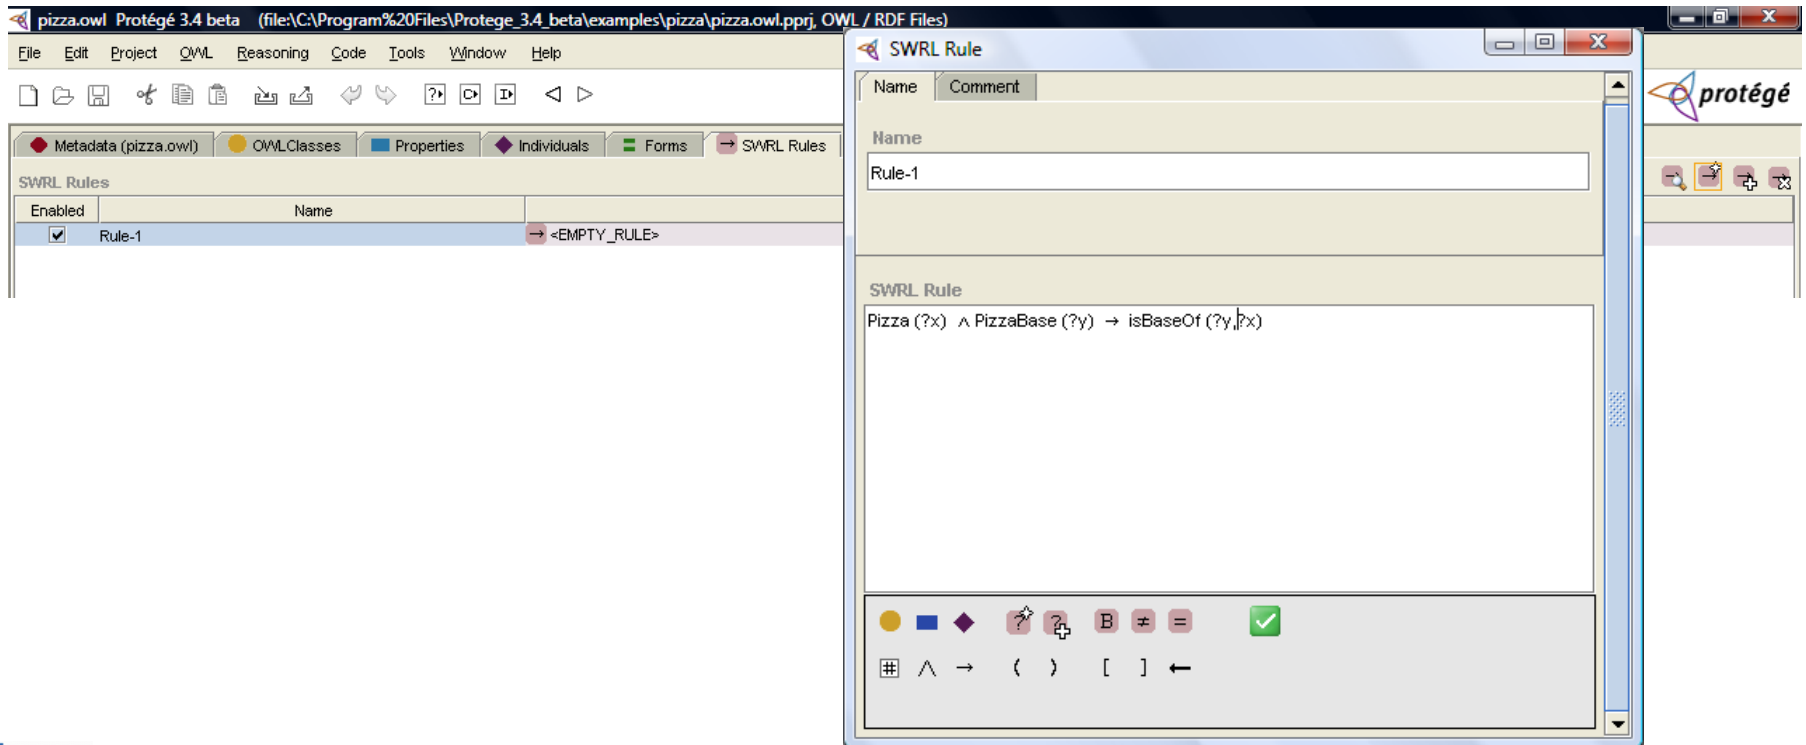 pizza.owl Protégé 3.4 beta (file:\C:\Program%20Files\Protege_3.4_beta\examples\pizza\pizza.owl.pprj, OWL / RDF Files)
File Edit Project OWL Reasoning Code Tools Window Help
protégé
Metadata (pizza.owl) OWLClasses Properties Individuals Forms SWRL Rules
SWRL Rules
Enabled Name
Rule-1 <EMPTY_RULE>
SWRL Rule
Name Comment
Name
Rule-1
SWRL Rule
Pizza (?x) ∧ PizzaBase (?y) → isBaseOf (?y,?x)
? ? B ≠ =
# ∧ → ( ) [ ] ←